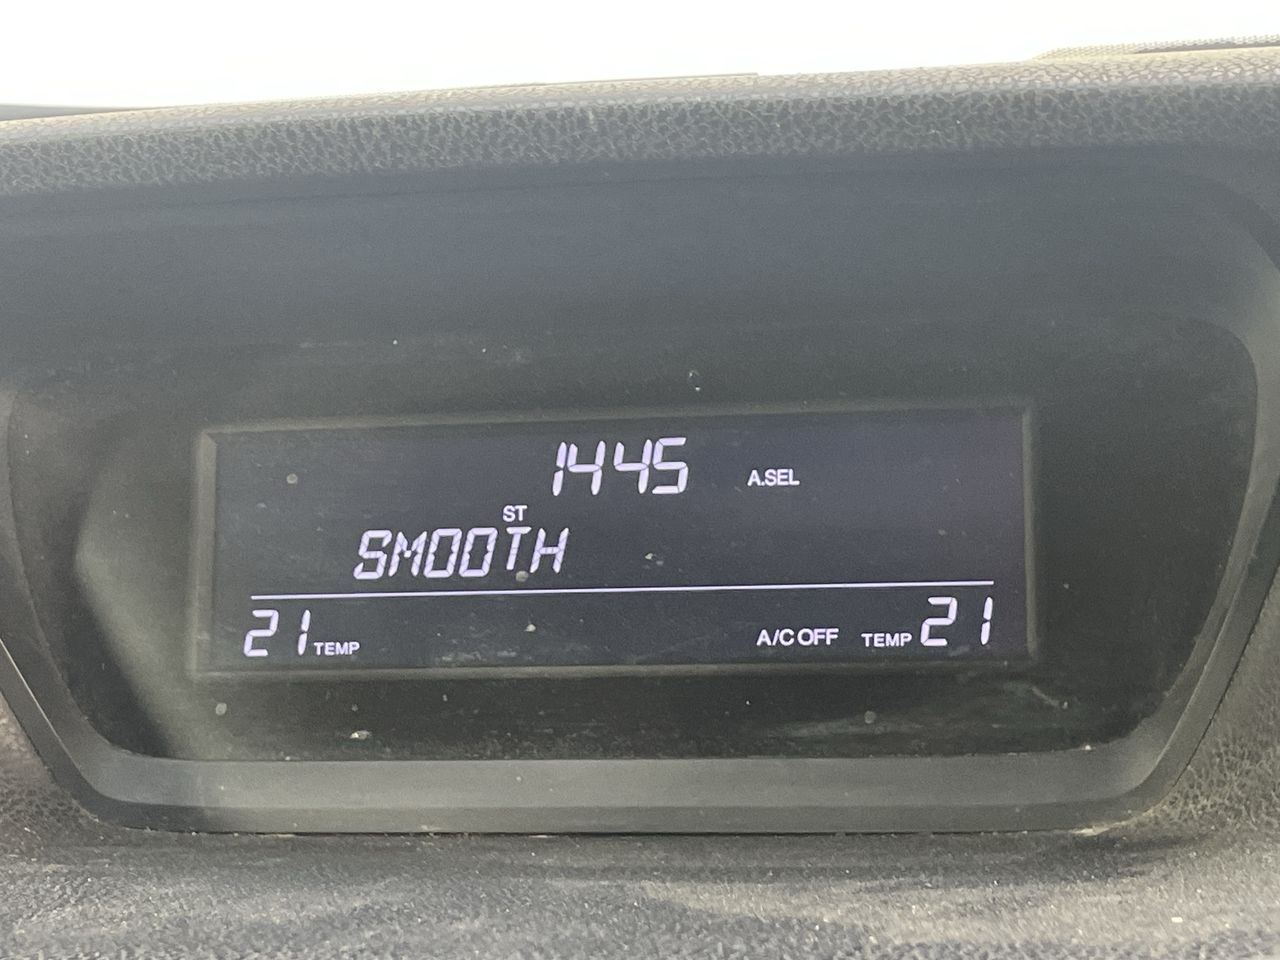 1445 A.SEL
ST
SMOOTH
21 TEMP A/C OFF TEMP 21